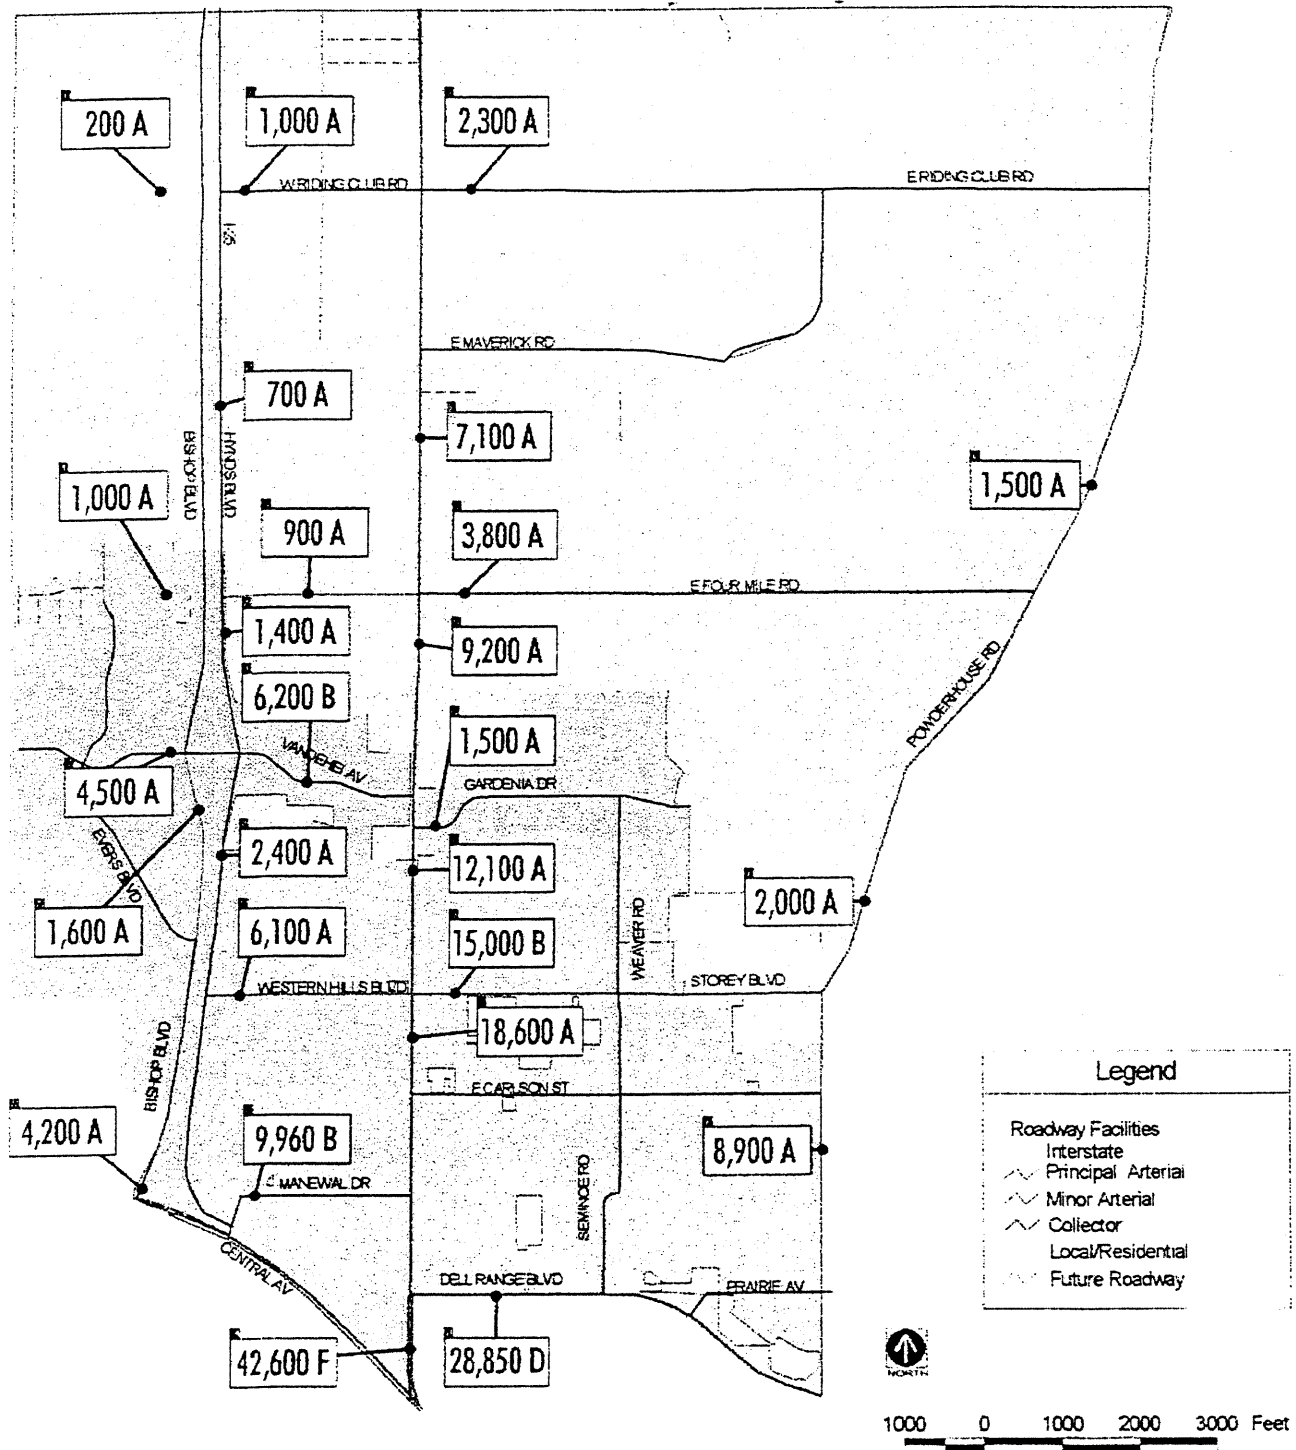 200 A
1,000 A
2,300 A
W RIDING CLUB RD
E RIDING CLUB RD
I-25
E MAVERICK RD
700 A
7,100 A
BISHOP BLVD
HYNDS BLVD
1,000 A
1,500 A
900 A
3,800 A
E FOUR MILE RD
1,400 A
9,200 A
6,200 B
POWDERHOUSE RD
1,500 A
VANDEHEI AV
GARDENIA DR
4,500 A
EVERS BLVD
2,400 A
12,100 A
2,000 A
1,600 A
6,100 A
15,000 B
WEAVER RD
WESTERN HILLS BLVD
STOREY BLVD
18,600 A
BISHOP BLVD
E CARLSON ST
4,200 A
9,960 B
8,900 A
MANEWAL DR
SEMINOE RD
CENTRAL AV
DELL RANGE BLVD
PRAIRIE AV
42,600 F
28,850 D
Legend
Roadway Facilities
Interstate
Principal Arterial
Minor Arterial
Collector
Local/Residential
Future Roadway
NORTH
1000 0 1000 2000 3000 Feet